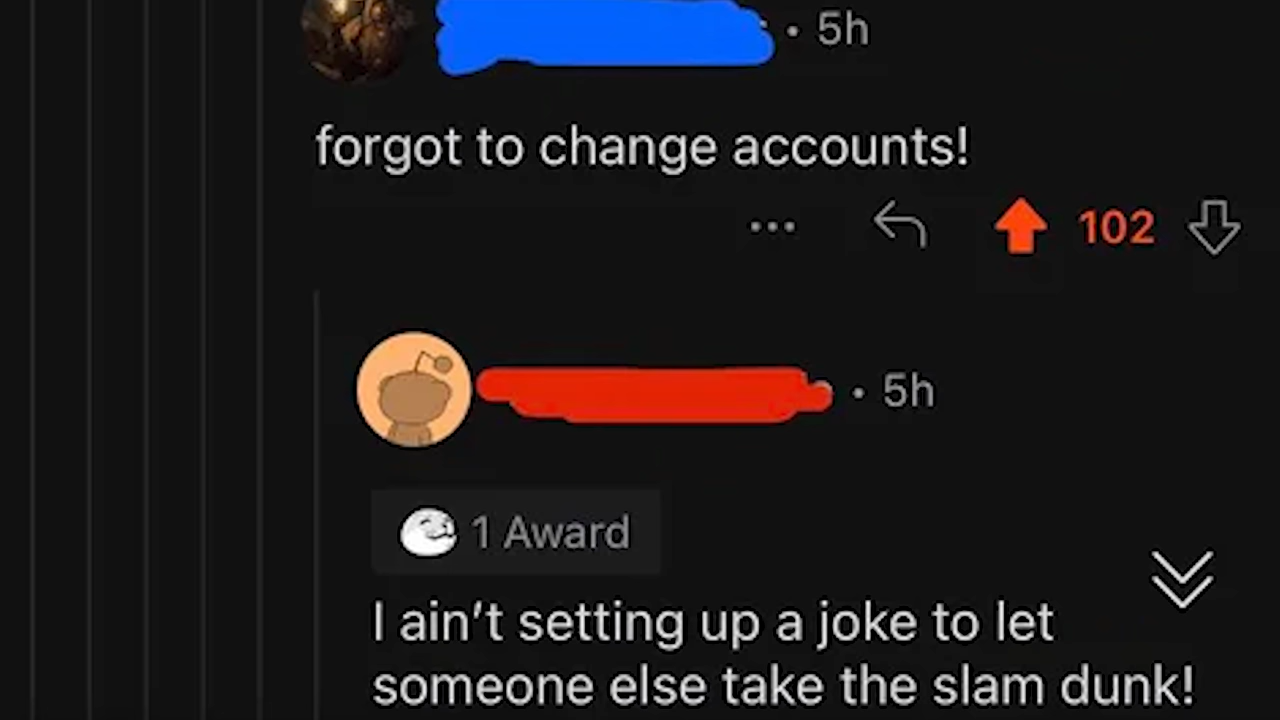 • 5h
forgot to change accounts!
102
• 5h
1 Award
I ain't setting up a joke to let
someone else take the slam dunk!